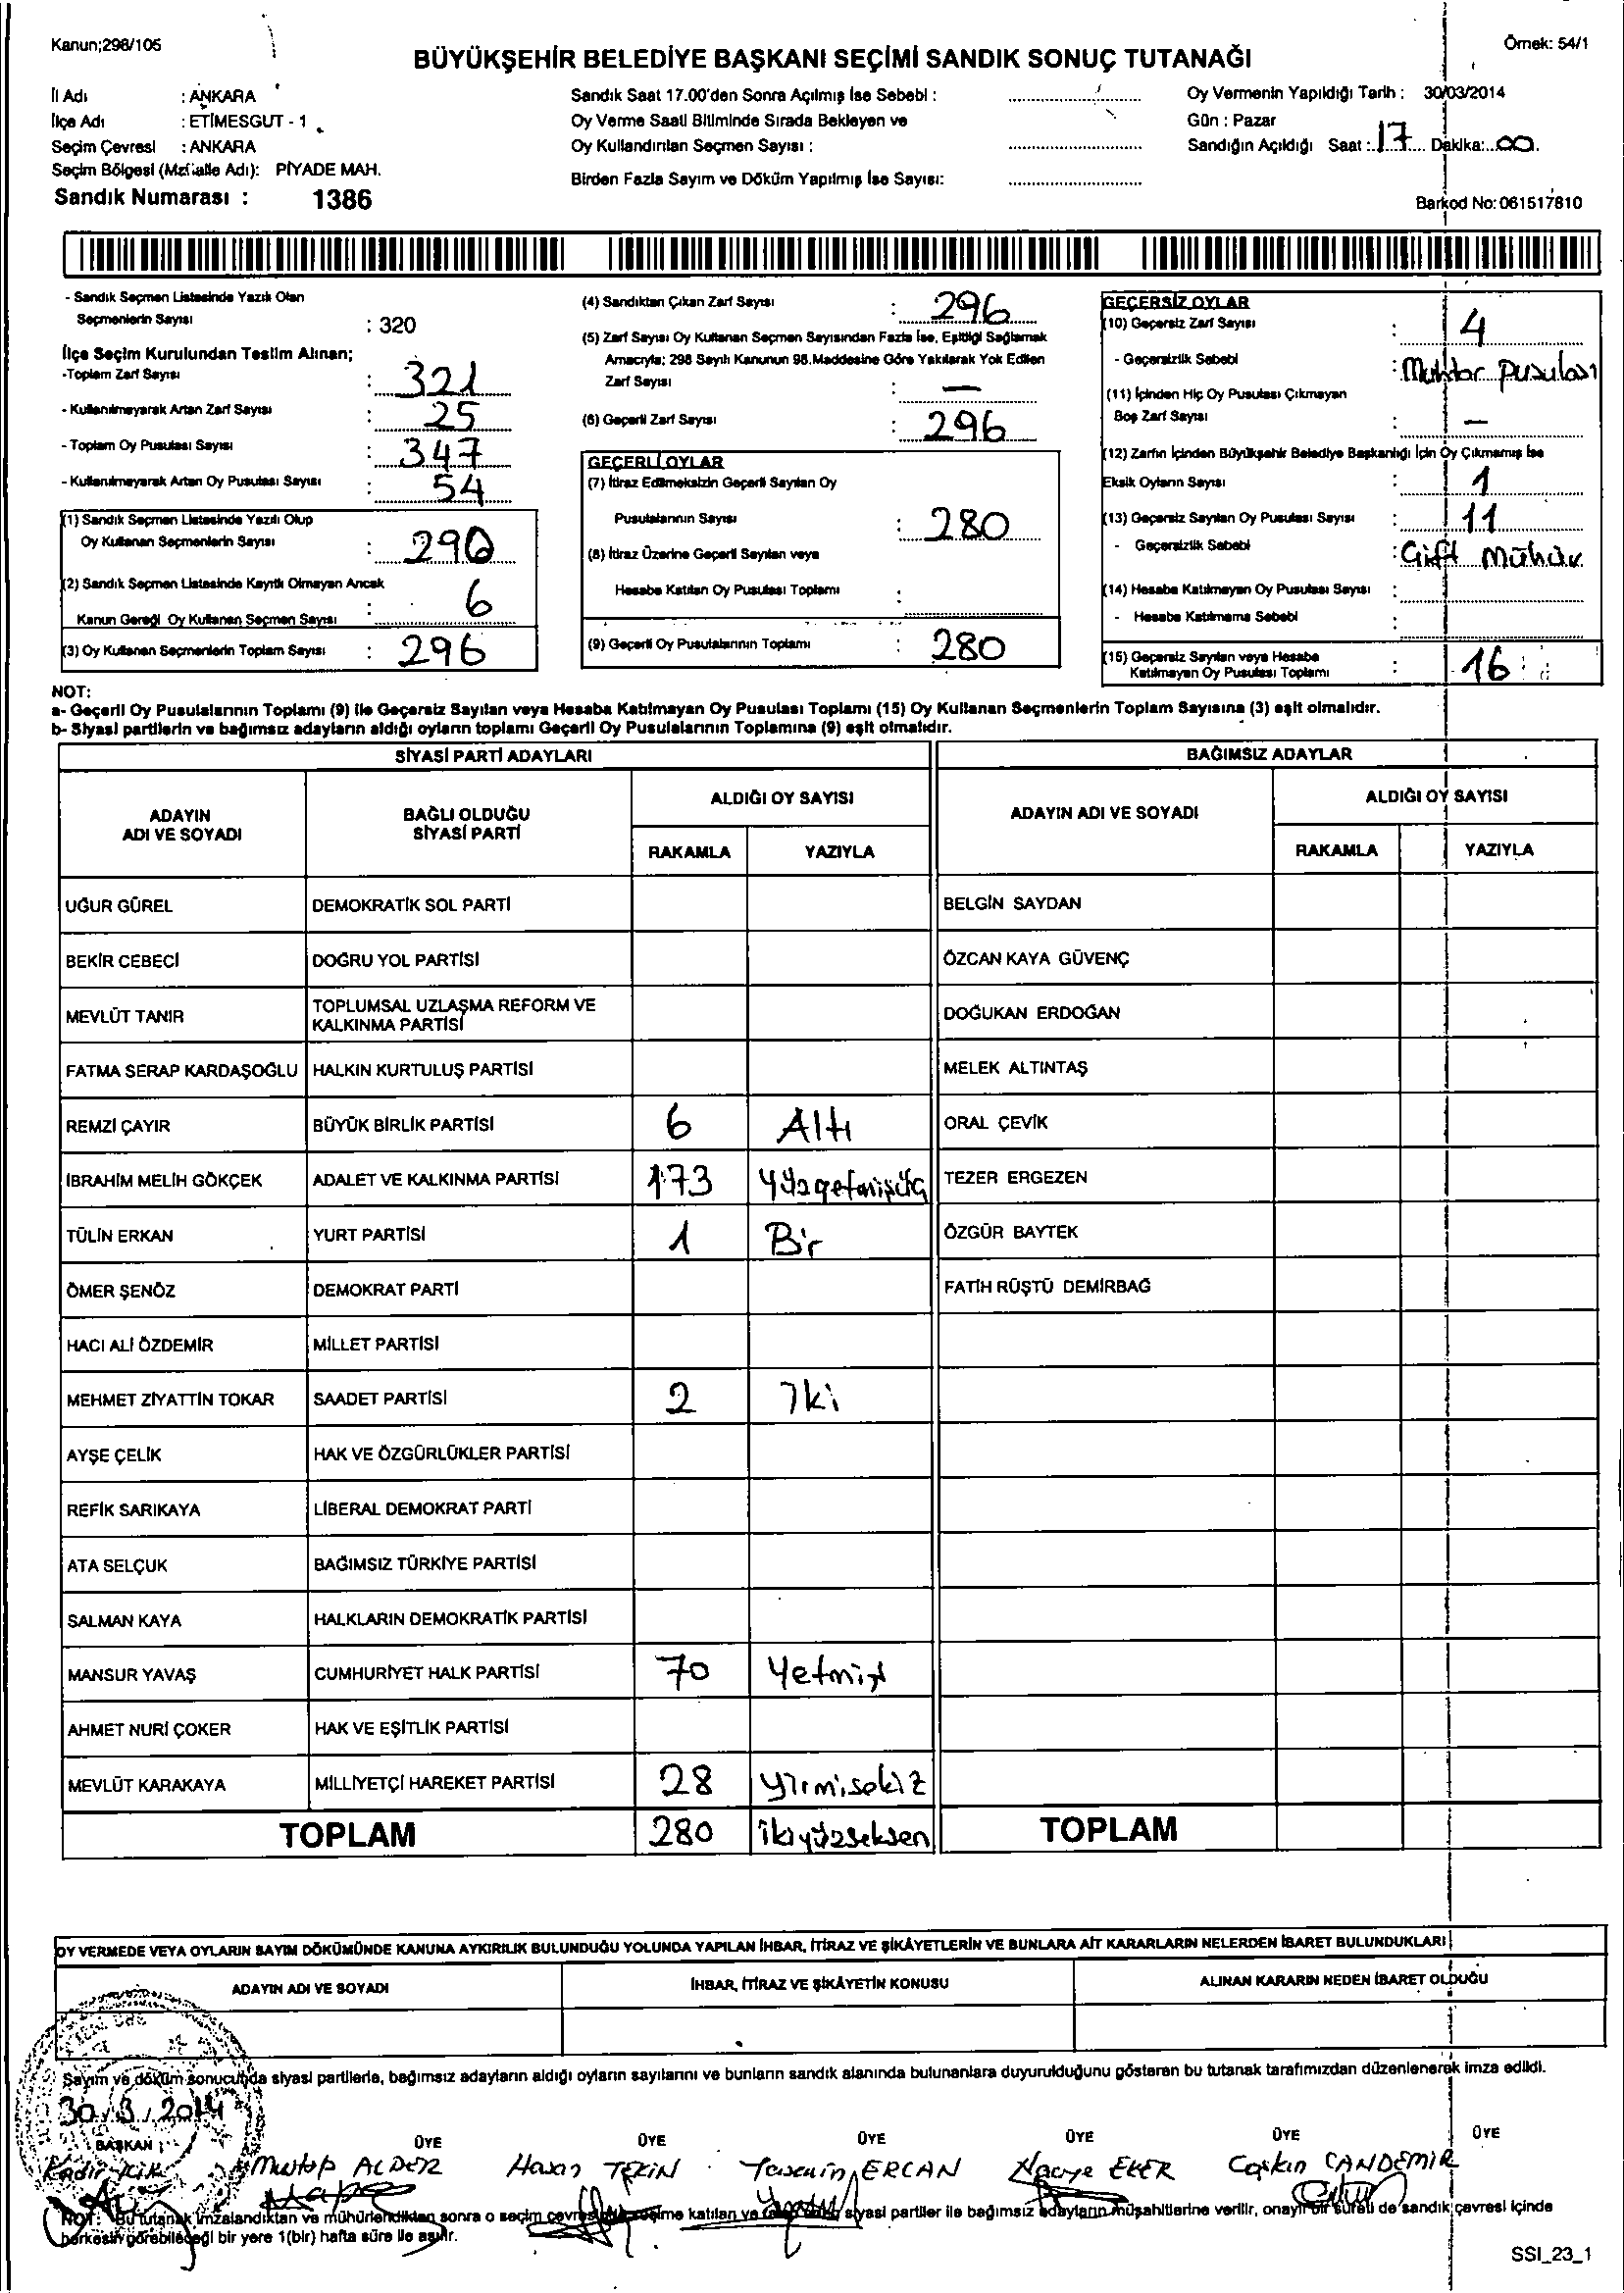 Kanun;298/105
Örnek: 54/1
BÜYÜKŞEHİR BELEDİYE BAŞKANI SEÇİMİ SANDIK SONUÇ TUTANAĞI
İl Adı : ANKARA
İlçe Adı : ETİMESGUT - 1
Seçim Çevresi : ANKARA
Seçim Bölgesi (Mahalle Adı): PİYADE MAH.
Sandık Numarası : 1386
Sandık Saat 17.00'den Sonra Açılmış İse Sebebi :
Oy Verme Saati Bitiminde Sırada Bekleyen ve
Oy Kullandırılan Seçmen Sayısı :
Birden Fazla Sayım ve Döküm Yapılmış İse Sayısı:
Oy Vermenin Yapıldığı Tarih : 30/03/2014
Gün : Pazar
Sandığın Açıldığı Saat : 17 Dakika: 00
Barkod No: 061517810
- Sandık Seçmen Listesinde Yazılı Olan
Seçmenlerin Sayısı : 320
İlçe Seçim Kurulundan Teslim Alınan;
-Toplam Zarf Sayısı : 321
- Kullanılmayarak Artan Zarf Sayısı : 25
- Toplam Oy Pusulası Sayısı : 347
- Kullanılmayarak Artan Oy Pusulası Sayısı : 54
(1) Sandık Seçmen Listesinde Yazılı Olup
Oy Kullanan Seçmenlerin Sayısı : 290
(2) Sandık Seçmen Listesinde Kayıtlı Olmayan Ancak
Kanun Gereği Oy Kullanan Seçmen Sayısı : 6
(3) Oy Kullanan Seçmenlerin Toplam Sayısı : 296
(4) Sandıktan Çıkan Zarf Sayısı : 296
(5) Zarf Sayısı Oy Kullanan Seçmen Sayısından Fazla İse, Eşitliği Sağlamak
Amacıyla; 298 Sayılı Kanunun 98.Maddesine Göre Yakılarak Yok Edilen
Zarf Sayısı : —
(6) Geçerli Zarf Sayısı : 296
GEÇERLİ OYLAR
(7) İtiraz Edilmeksizin Geçerli Sayılan Oy
Pusulalarının Sayısı : 280
(8) İtiraz Üzerine Geçerli Sayılan veya
Hesaba Katılan Oy Pusulası Toplamı :
(9) Geçerli Oy Pusulalarının Toplamı : 280
GEÇERSİZ OYLAR
(10) Geçersiz Zarf Sayısı : 4
- Geçersizlik Sebebi : Muhtar pusulası
(11) İçinden Hiç Oy Pusulası Çıkmayan
Boş Zarf Sayısı : —
(12) Zarfın İçinden Büyükşehir Belediye Başkanlığı İçin Oy Çıkmamış İse
Eksik Oyların Sayısı : 1
(13) Geçersiz Sayılan Oy Pusulası Sayısı : 11
- Geçersizlik Sebebi : Çift Mühür
(14) Hesaba Katılmayan Oy Pusulası Sayısı :
- Hesaba Katılmama Sebebi :
(15) Geçersiz Sayılan veya Hesaba
Katılmayan Oy Pusulası Toplamı : 16
NOT:
a- Geçerli Oy Pusulalarının Toplamı (9) ile Geçersiz Sayılan veya Hesaba Katılmayan Oy Pusulası Toplamı (15) Oy Kullanan Seçmenlerin Toplam Sayısına (3) eşit olmalıdır.
b- Siyasi partilerin ve bağımsız adayların aldığı oyların toplamı Geçerli Oy Pusulalarının Toplamına (9) eşit olmalıdır.
SİYASİ PARTİ ADAYLARI
BAĞIMSIZ ADAYLAR
ADAYIN
ADI VE SOYADI
BAĞLI OLDUĞU
SİYASİ PARTİ
ALDIĞI OY SAYISI
RAKAMLA YAZIYLA
ADAYIN ADI VE SOYADI
ALDIĞI OY SAYISI
RAKAMLA YAZIYLA
UĞUR GÜREL DEMOKRATİK SOL PARTİ BELGİN SAYDAN
BEKİR CEBECİ DOĞRU YOL PARTİSİ ÖZCAN KAYA GÜVENÇ
MEVLÜT TANIR TOPLUMSAL UZLAŞMA REFORM VE
KALKINMA PARTİSİ DOĞUKAN ERDOĞAN
FATMA SERAP KARDAŞOĞLU HALKIN KURTULUŞ PARTİSİ MELEK ALTINTAŞ
REMZİ ÇAYIR BÜYÜK BİRLİK PARTİSİ 6 Altı ORAL ÇEVİK
İBRAHİM MELİH GÖKÇEK ADALET VE KALKINMA PARTİSİ 173 yüzyetmişüç TEZER ERGEZEN
TÜLİN ERKAN YURT PARTİSİ 1 Bir ÖZGÜR BAYTEK
ÖMER ŞENÖZ DEMOKRAT PARTİ FATİH RÜŞTÜ DEMİRBAĞ
HACI ALİ ÖZDEMİR MİLLET PARTİSİ
MEHMET ZİYATTİN TOKAR SAADET PARTİSİ 2 İki
AYŞE ÇELİK HAK VE ÖZGÜRLÜKLER PARTİSİ
REFİK SARIKAYA LİBERAL DEMOKRAT PARTİ
ATA SELÇUK BAĞIMSIZ TÜRKİYE PARTİSİ
SALMAN KAYA HALKLARIN DEMOKRATİK PARTİSİ
MANSUR YAVAŞ CUMHURİYET HALK PARTİSİ 70 Yetmiş
AHMET NURİ ÇOKER HAK VE EŞİTLİK PARTİSİ
MEVLÜT KARAKAYA MİLLİYETÇİ HAREKET PARTİSİ 28 yirmisekiz
TOPLAM 280 ikiyüzseksen TOPLAM
OY VERMEDE VEYA OYLARIN SAYIM DÖKÜMÜNDE KANUNA AYKIRILIK BULUNDUĞU YOLUNDA YAPILAN İHBAR, İTİRAZ VE ŞİKÂYETLERİN VE BUNLARA AİT KARARLARIN NELERDEN İBARET BULUNDUKLARI
ADAYIN ADI VE SOYADI İHBAR, İTİRAZ VE ŞİKÂYETİN KONUSU ALINAN KARARIN NEDEN İBARET OLDUĞU
Sayım ve döküm sonucunda siyasi partilerle, bağımsız adayların aldığı oyların sayılarını ve bunların sandık alanında bulunanlara duyurulduğunu gösteren bu tutanak tarafımızdan düzenlenerek imza edildi.
30/3/2014
BAŞKAN ÜYE ÜYE ÜYE ÜYE ÜYE ÜYE
Kadir Hasan TEKİN Yasemin ERCAN Naciye EKER Coşkun CANDEMİR
NOT: Bu tutanak imzalandıktan ve mühürlendikten sonra o seçim çevresinde seçime katılan ve siyasi partiler ile bağımsız adayların müşahitlerine verilir, onaylı bir sureti de sandık çevresi içinde
herkesin görebileceği bir yere 1(bir) hafta süre ile asılır.
SSI_23_1